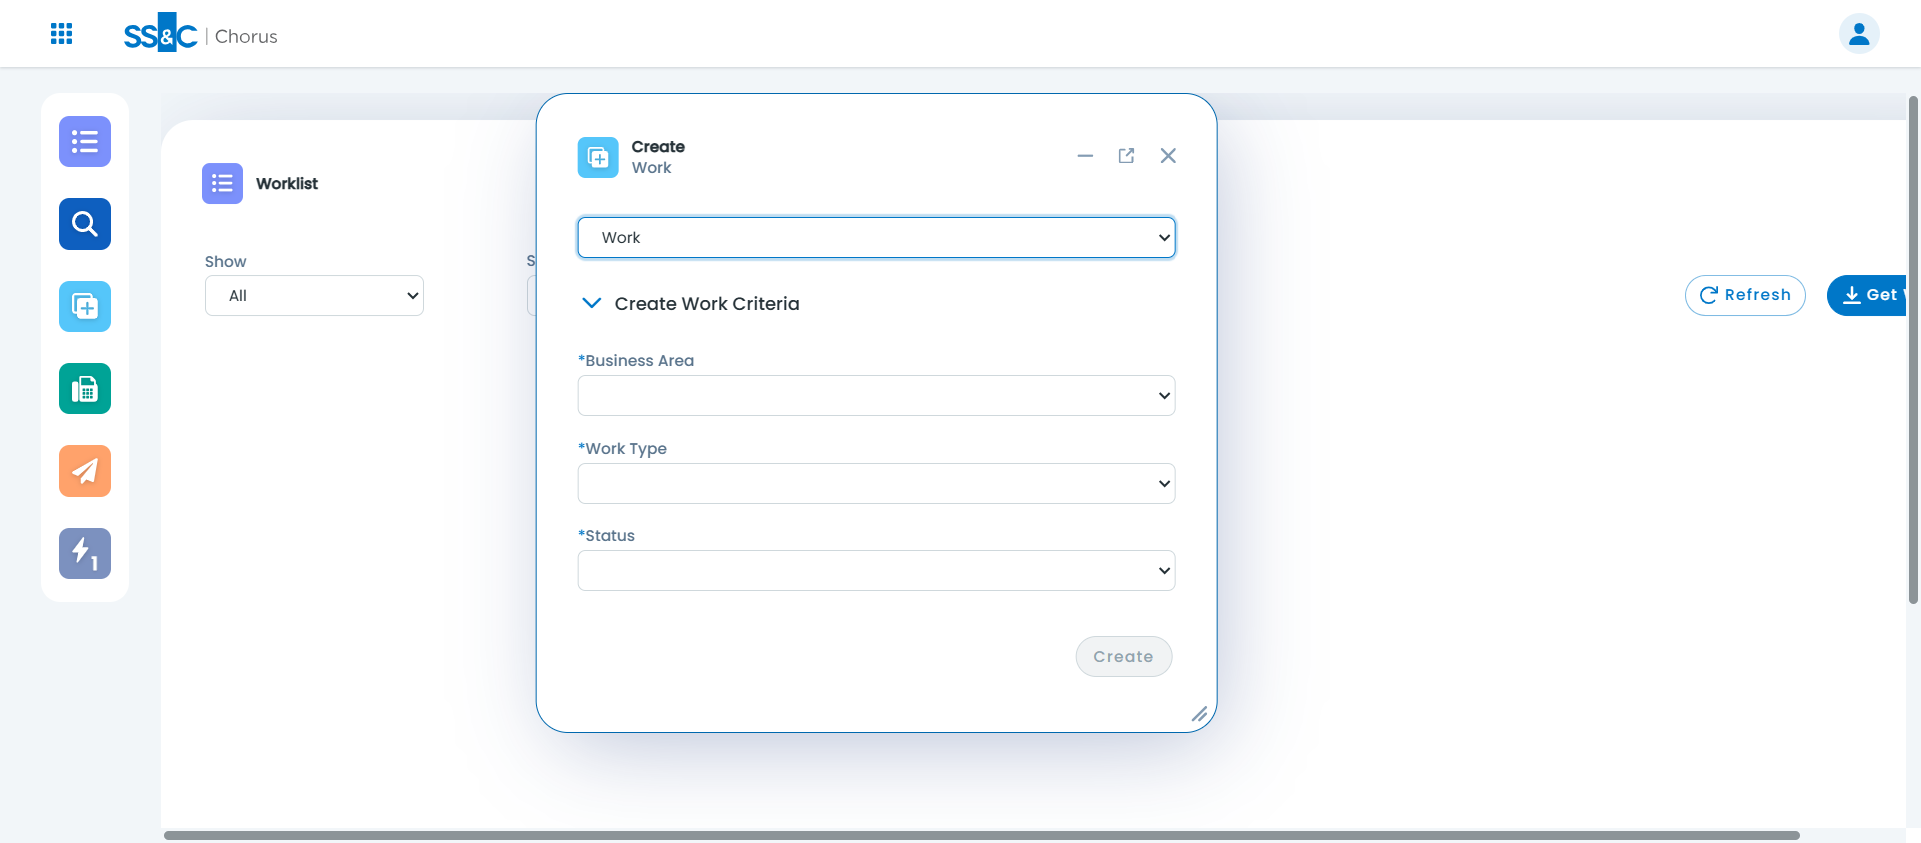 SS&C | Chorus
Create
Work
Worklist
Work
Show
S
All
Refresh
Get
Create Work Criteria
*Business Area
*Work Type
*Status
1
Create